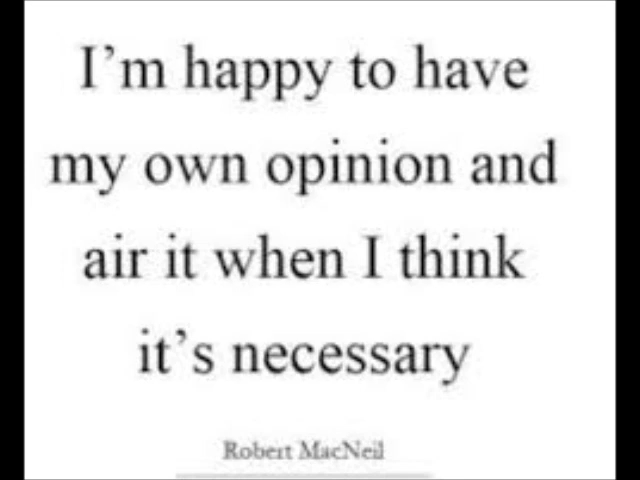 I’m happy to have
my own opinion and
air it when I think
it’s necessary
Robert MacNeil